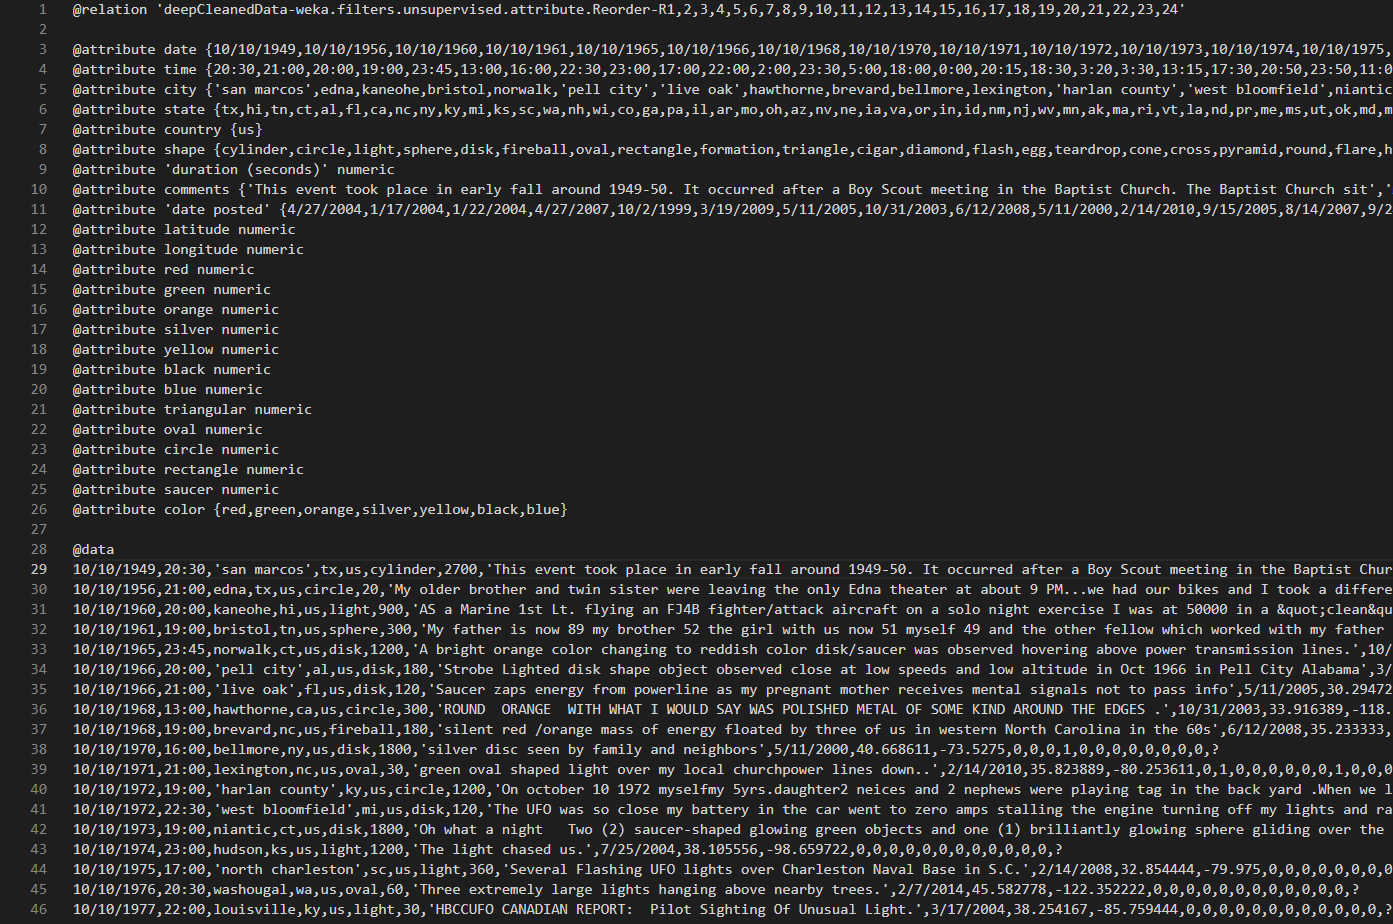 1 @relation 'deepCleanedData-weka.filters.unsupervised.attribute.Reorder-R1,2,3,4,5,6,7,8,9,10,11,12,13,14,15,16,17,18,19,20,21,22,23,24'
2
3 @attribute date {10/10/1949,10/10/1956,10/10/1960,10/10/1961,10/10/1965,10/10/1966,10/10/1968,10/10/1970,10/10/1971,10/10/1972,10/10/1973,10/10/1974,10/10/1975,
4 @attribute time {20:30,21:00,20:00,19:00,23:45,13:00,16:00,22:30,23:00,17:00,22:00,2:00,23:30,5:00,18:00,0:00,20:15,18:30,3:20,3:30,13:15,17:30,20:50,23:50,11:0
5 @attribute city {'san marcos',edna,kaneohe,bristol,norwalk,'pell city','live oak',hawthorne,brevard,bellmore,lexington,'harlan county','west bloomfield',niantic
6 @attribute state {tx,hi,tn,ct,al,fl,ca,nc,ny,ky,mi,ks,sc,wa,nh,wi,co,ga,pa,il,ar,mo,oh,az,nv,ne,ia,va,or,in,id,nm,nj,wv,mn,ak,ma,ri,vt,la,nd,pr,me,ms,ut,ok,md,m
7 @attribute country {us}
8 @attribute shape {cylinder,circle,light,sphere,disk,fireball,oval,rectangle,formation,triangle,cigar,diamond,flash,egg,teardrop,cone,cross,pyramid,round,flare,h
9 @attribute 'duration (seconds)' numeric
10 @attribute comments {'This event took place in early fall around 1949-50. It occurred after a Boy Scout meeting in the Baptist Church. The Baptist Church sit','
11 @attribute 'date posted' {4/27/2004,1/17/2004,1/22/2004,4/27/2007,10/2/1999,3/19/2009,5/11/2005,10/31/2003,6/12/2008,5/11/2000,2/14/2010,9/15/2005,8/14/2007,9/2
12 @attribute latitude numeric
13 @attribute longitude numeric
14 @attribute red numeric
15 @attribute green numeric
16 @attribute orange numeric
17 @attribute silver numeric
18 @attribute yellow numeric
19 @attribute black numeric
20 @attribute blue numeric
21 @attribute triangular numeric
22 @attribute oval numeric
23 @attribute circle numeric
24 @attribute rectangle numeric
25 @attribute saucer numeric
26 @attribute color {red,green,orange,silver,yellow,black,blue}
27
28 @data
29 10/10/1949,20:30,'san marcos',tx,us,cylinder,2700,'This event took place in early fall around 1949-50. It occurred after a Boy Scout meeting in the Baptist Chur
30 10/10/1956,21:00,edna,tx,us,circle,20,'My older brother and twin sister were leaving the only Edna theater at about 9 PM...we had our bikes and I took a differe
31 10/10/1960,20:00,kaneohe,hi,us,light,900,'AS a Marine 1st Lt. flying an FJ4B fighter/attack aircraft on a solo night exercise I was at 50000 in a &quot;clean&qu
32 10/10/1961,19:00,bristol,tn,us,sphere,300,'My father is now 89 my brother 52 the girl with us now 51 myself 49 and the other fellow which worked with my father
33 10/10/1965,23:45,norwalk,ct,us,disk,1200,'A bright orange color changing to reddish color disk/saucer was observed hovering above power transmission lines.',10/
34 10/10/1966,20:00,'pell city',al,us,disk,180,'Strobe Lighted disk shape object observed close at low speeds and low altitude in Oct 1966 in Pell City Alabama',3/
35 10/10/1966,21:00,'live oak',fl,us,disk,120,'Saucer zaps energy from powerline as my pregnant mother receives mental signals not to pass info',5/11/2005,30.29472
36 10/10/1968,13:00,hawthorne,ca,us,circle,300,'ROUND  ORANGE  WITH WHAT I WOULD SAY WAS POLISHED METAL OF SOME KIND AROUND THE EDGES .',10/31/2003,33.916389,-118.
37 10/10/1968,19:00,brevard,nc,us,fireball,180,'silent red /orange mass of energy floated by three of us in western North Carolina in the 60s',6/12/2008,35.233333,
38 10/10/1970,16:00,bellmore,ny,us,disk,1800,'silver disc seen by family and neighbors',5/11/2000,40.668611,-73.5275,0,0,0,1,0,0,0,0,0,0,0,0,?
39 10/10/1971,21:00,lexington,nc,us,oval,30,'green oval shaped light over my local churchpower lines down..',2/14/2010,35.823889,-80.253611,0,1,0,0,0,0,0,0,1,0,0,0
40 10/10/1972,19:00,'harlan county',ky,us,circle,1200,'On october 10 1972 myselfmy 5yrs.daughter2 neices and 2 nephews were playing tag in the back yard .When we l
41 10/10/1972,22:30,'west bloomfield',mi,us,disk,120,'The UFO was so close my battery in the car went to zero amps stalling the engine turning off my lights and ra
42 10/10/1973,19:00,niantic,ct,us,disk,1800,'Oh what a night   Two (2) saucer-shaped glowing green objects and one (1) brilliantly glowing sphere gliding over the
43 10/10/1974,23:00,hudson,ks,us,light,1200,'The light chased us.',7/25/2004,38.105556,-98.659722,0,0,0,0,0,0,0,0,0,0,0,0,?
44 10/10/1975,17:00,'north charleston',sc,us,light,360,'Several Flashing UFO lights over Charleston Naval Base in S.C.',2/14/2008,32.854444,-79.975,0,0,0,0,0,0,0,0
45 10/10/1976,20:30,washougal,wa,us,oval,60,'Three extremely large lights hanging above nearby trees.',2/7/2014,45.582778,-122.352222,0,0,0,0,0,0,0,0,0,0,0,0,?
46 10/10/1977,22:00,louisville,ky,us,light,30,'HBCCUFO CANADIAN REPORT:  Pilot Sighting Of Unusual Light.',3/17/2004,38.254167,-85.759444,0,0,0,0,0,0,0,0,0,0,0,0,?